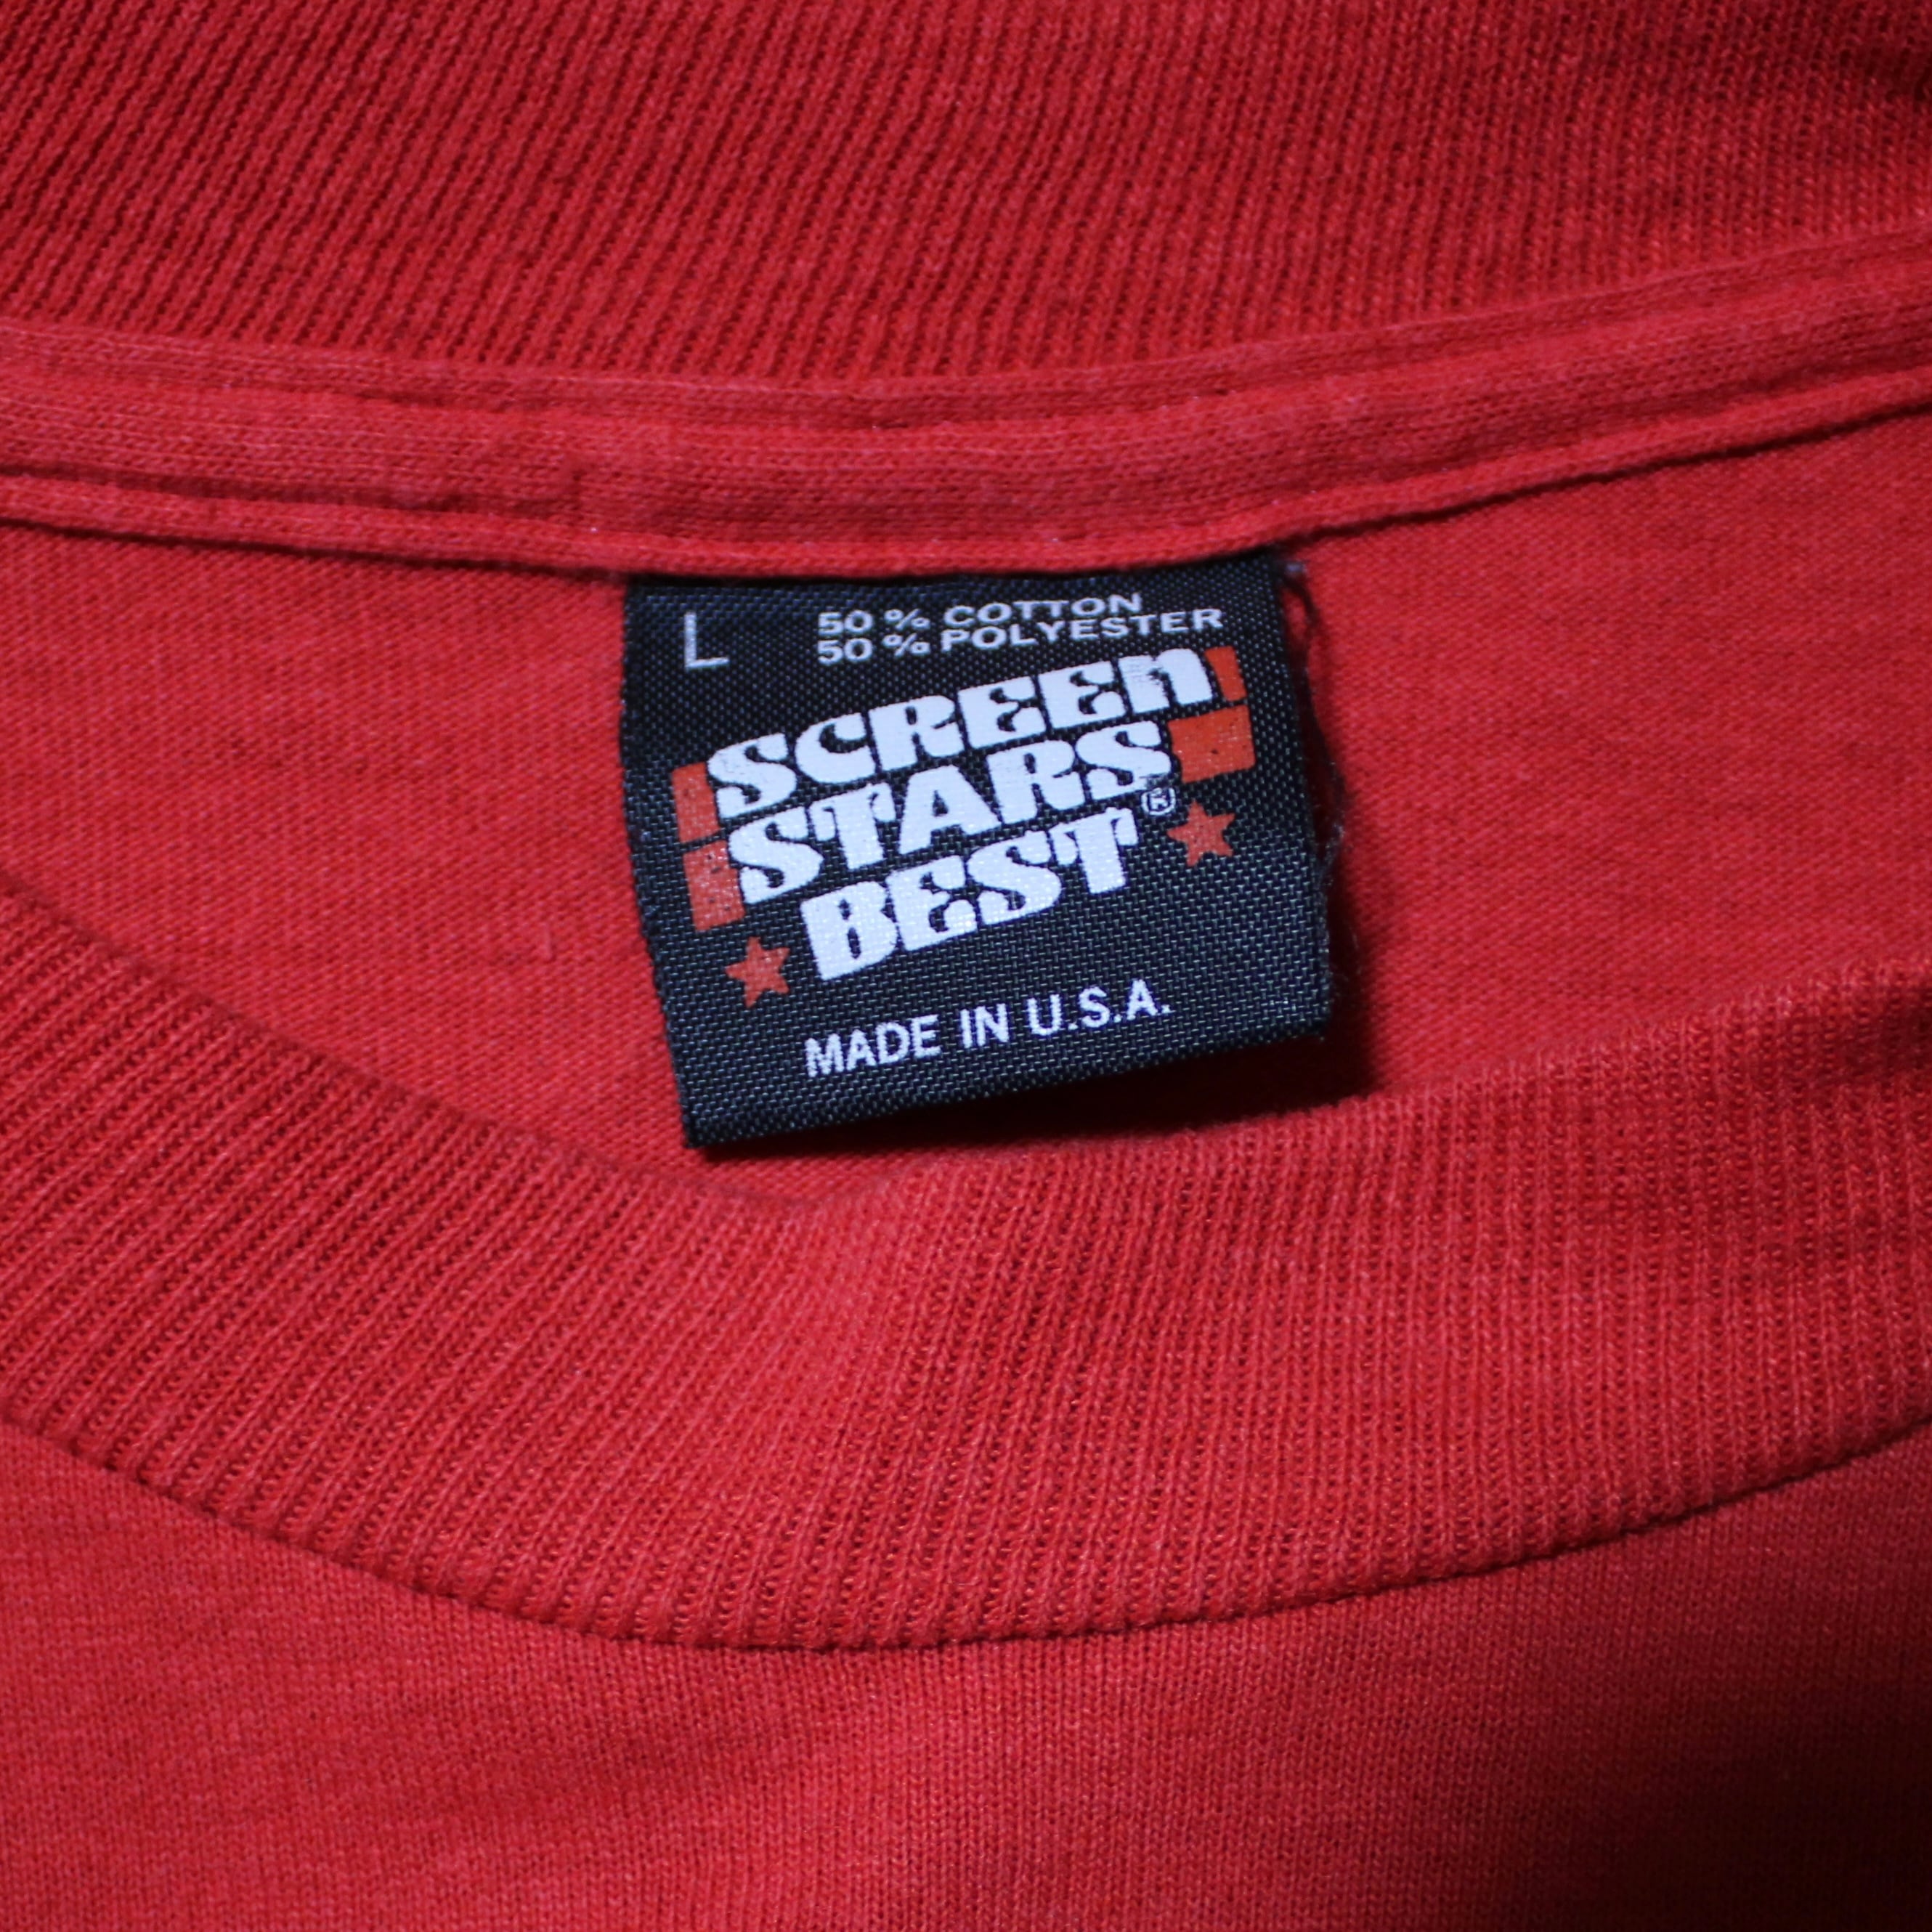 L
50 % COTTON
50 % POLYESTER
SCREEN
STARS
BEST®
MADE IN U.S.A.